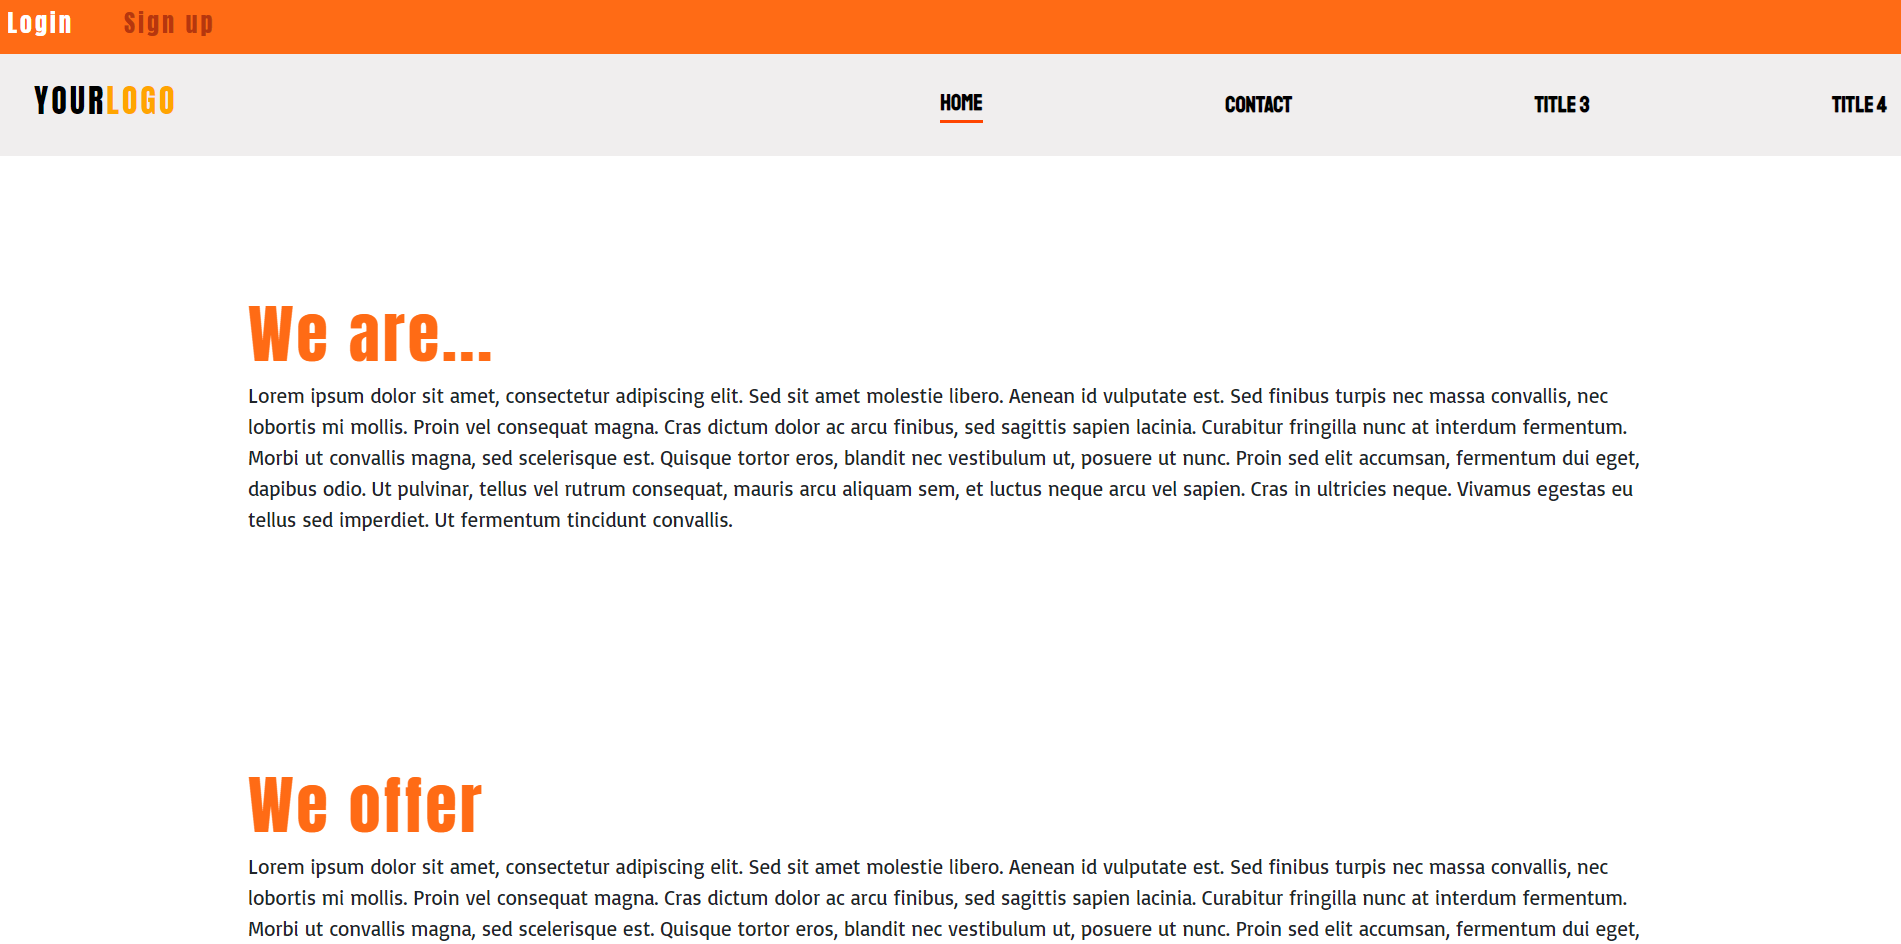 Login Sign up
YOURLOGO HOME CONTACT TITLE 3 TITLE 4
We are...
Lorem ipsum dolor sit amet, consectetur adipiscing elit. Sed sit amet molestie libero. Aenean id vulputate est. Sed finibus turpis nec massa convallis, nec
lobortis mi mollis. Proin vel consequat magna. Cras dictum dolor ac arcu finibus, sed sagittis sapien lacinia. Curabitur fringilla nunc at interdum fermentum.
Morbi ut convallis magna, sed scelerisque est. Quisque tortor eros, blandit nec vestibulum ut, posuere ut nunc. Proin sed elit accumsan, fermentum dui eget,
dapibus odio. Ut pulvinar, tellus vel rutrum consequat, mauris arcu aliquam sem, et luctus neque arcu vel sapien. Cras in ultricies neque. Vivamus egestas eu
tellus sed imperdiet. Ut fermentum tincidunt convallis.
We offer
Lorem ipsum dolor sit amet, consectetur adipiscing elit. Sed sit amet molestie libero. Aenean id vulputate est. Sed finibus turpis nec massa convallis, nec
lobortis mi mollis. Proin vel consequat magna. Cras dictum dolor ac arcu finibus, sed sagittis sapien lacinia. Curabitur fringilla nunc at interdum fermentum.
Morbi ut convallis magna, sed scelerisque est. Quisque tortor eros, blandit nec vestibulum ut, posuere ut nunc. Proin sed elit accumsan, fermentum dui eget,